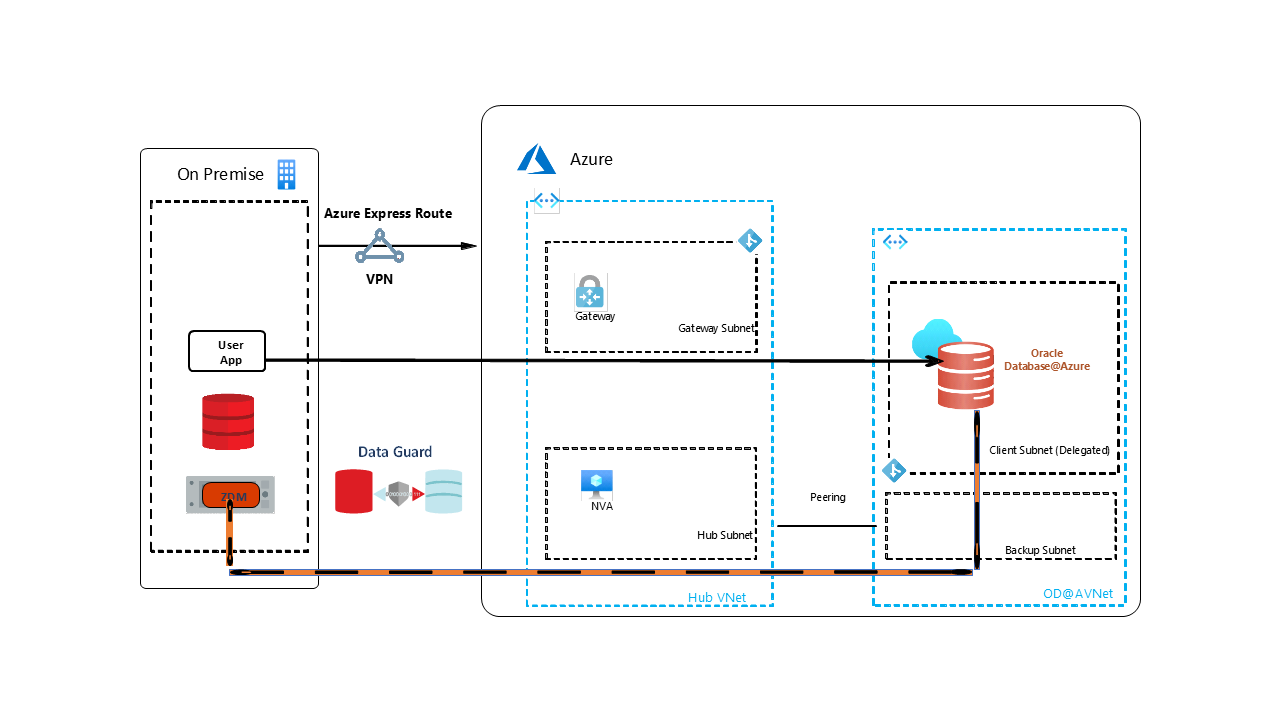 Azure
On Premise
Azure Express Route
VPN
Gateway
Gateway Subnet
User
App
Oracle
Database@Azure
Data Guard
Client Subnet (Delegated)
ZDM
NVA
Peering
Hub Subnet
Backup Subnet
Hub VNet
OD@AVNet